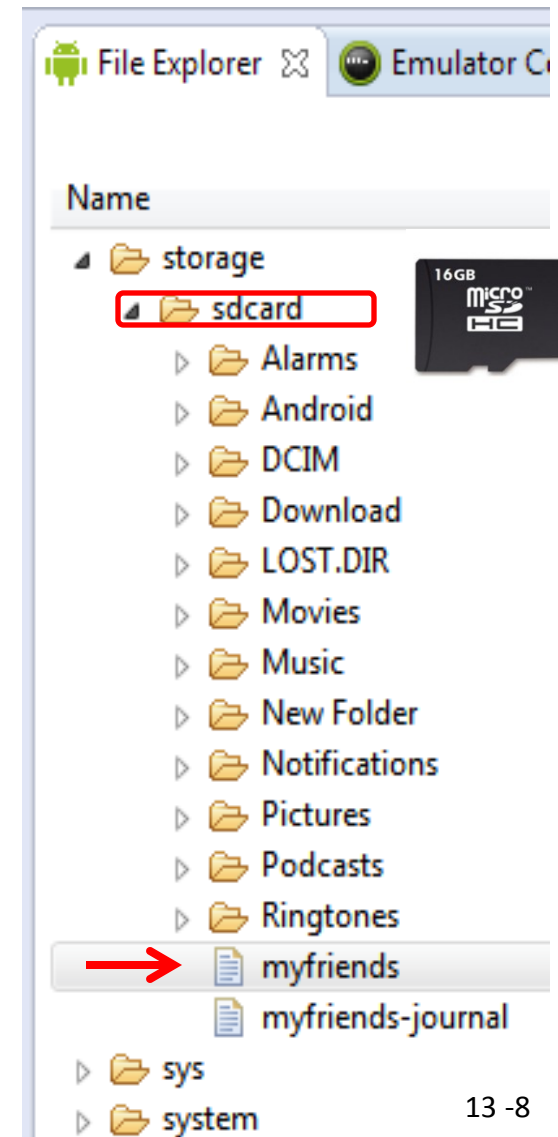 File Explorer Emulator C
Name
storage
16GB
micro™
sdcard
SD
HC
Alarms
Android
DCIM
Download
LOST.DIR
Movies
Music
New Folder
Notifications
Pictures
Podcasts
Ringtones
myfriends
myfriends-journal
sys
system
13 -8